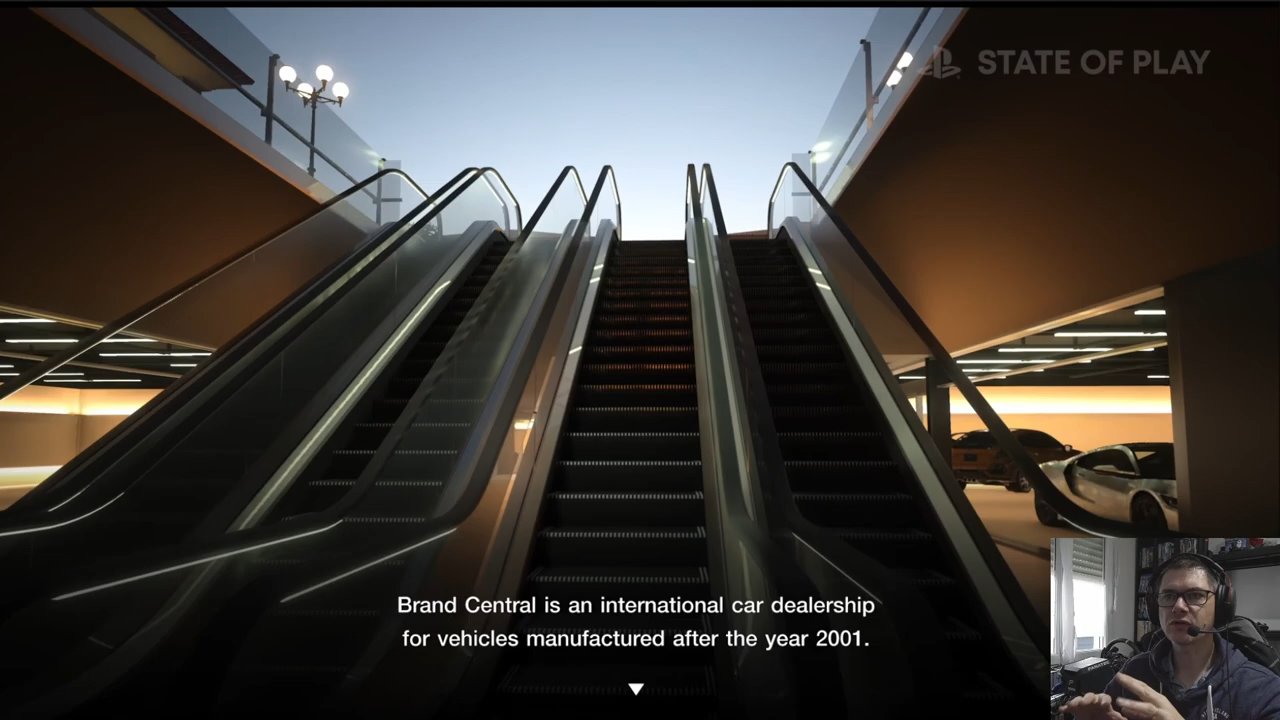 STATE OF PLAY
Brand Central is an international car dealership
for vehicles manufactured after the year 2001.